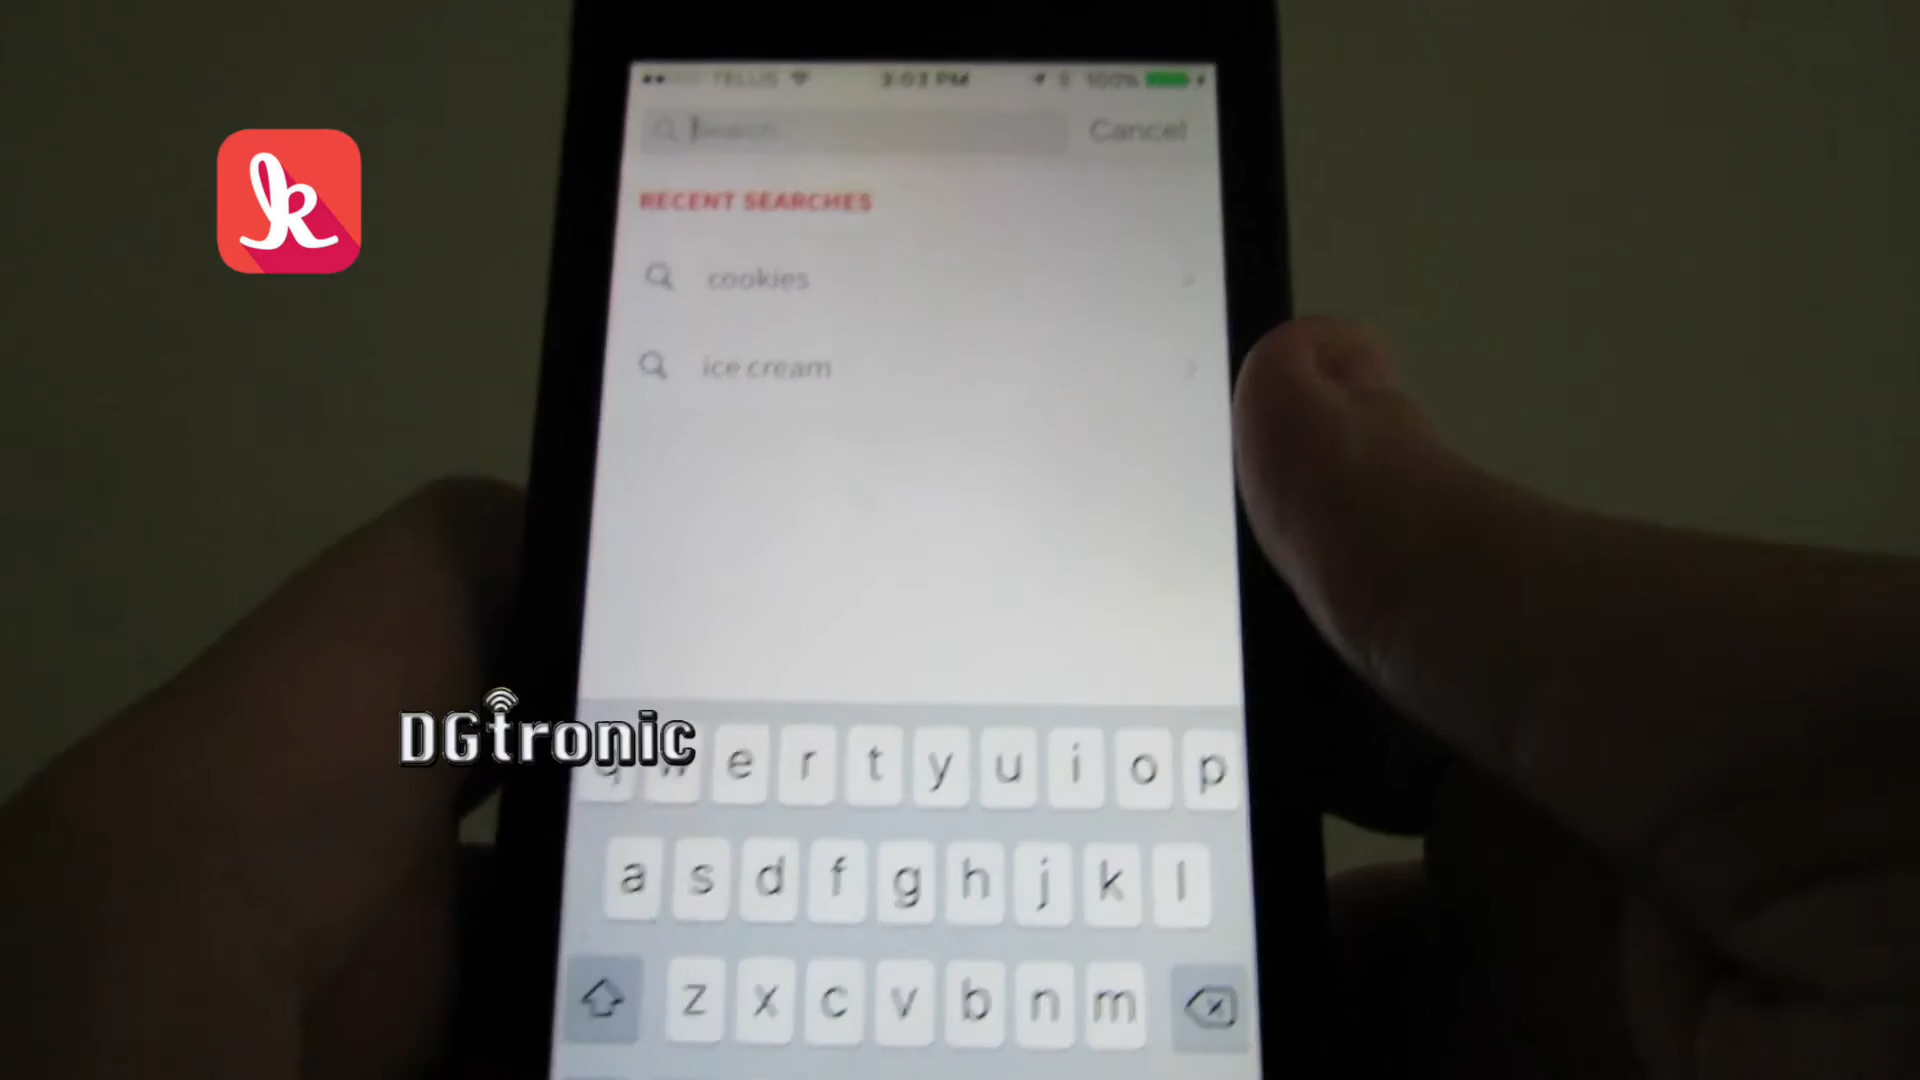 TELUS 3:03 PM 100%
Search Cancel
k
RECENT SEARCHES
cookies
ice cream
DGtronic
e r t y u i o p
a s d f g h j k l
z x c v b n m